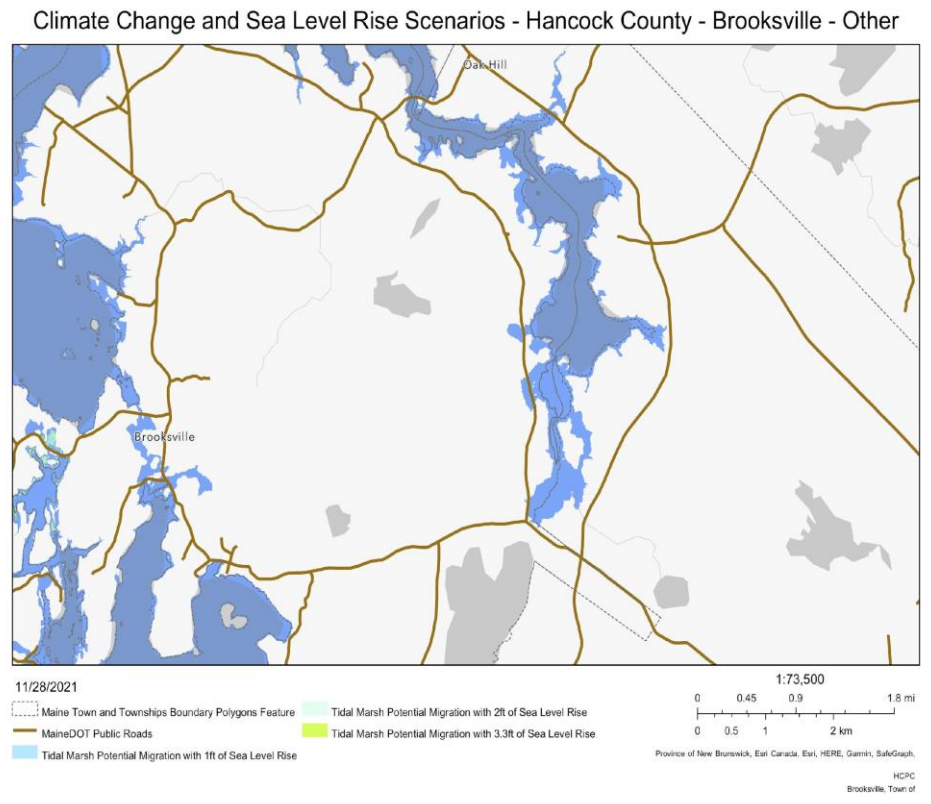 Climate Change and Sea Level Rise Scenarios - Hancock County - Brooksville - Other
Oak Hill
Brooksville
11/28/2021
Maine Town and Townships Boundary Polygons Feature
MaineDOT Public Roads
Tidal Marsh Potential Migration with 1ft of Sea Level Rise
Tidal Marsh Potential Migration with 2ft of Sea Level Rise
Tidal Marsh Potential Migration with 3.3ft of Sea Level Rise
1:73,500
0 0.45 0.9 1.8 mi
0 0.5 1 2 km
Province of New Brunswick, Esri Canada, Esri, HERE, Garmin, SafeGraph,
HCPC
Brooksville, Town of